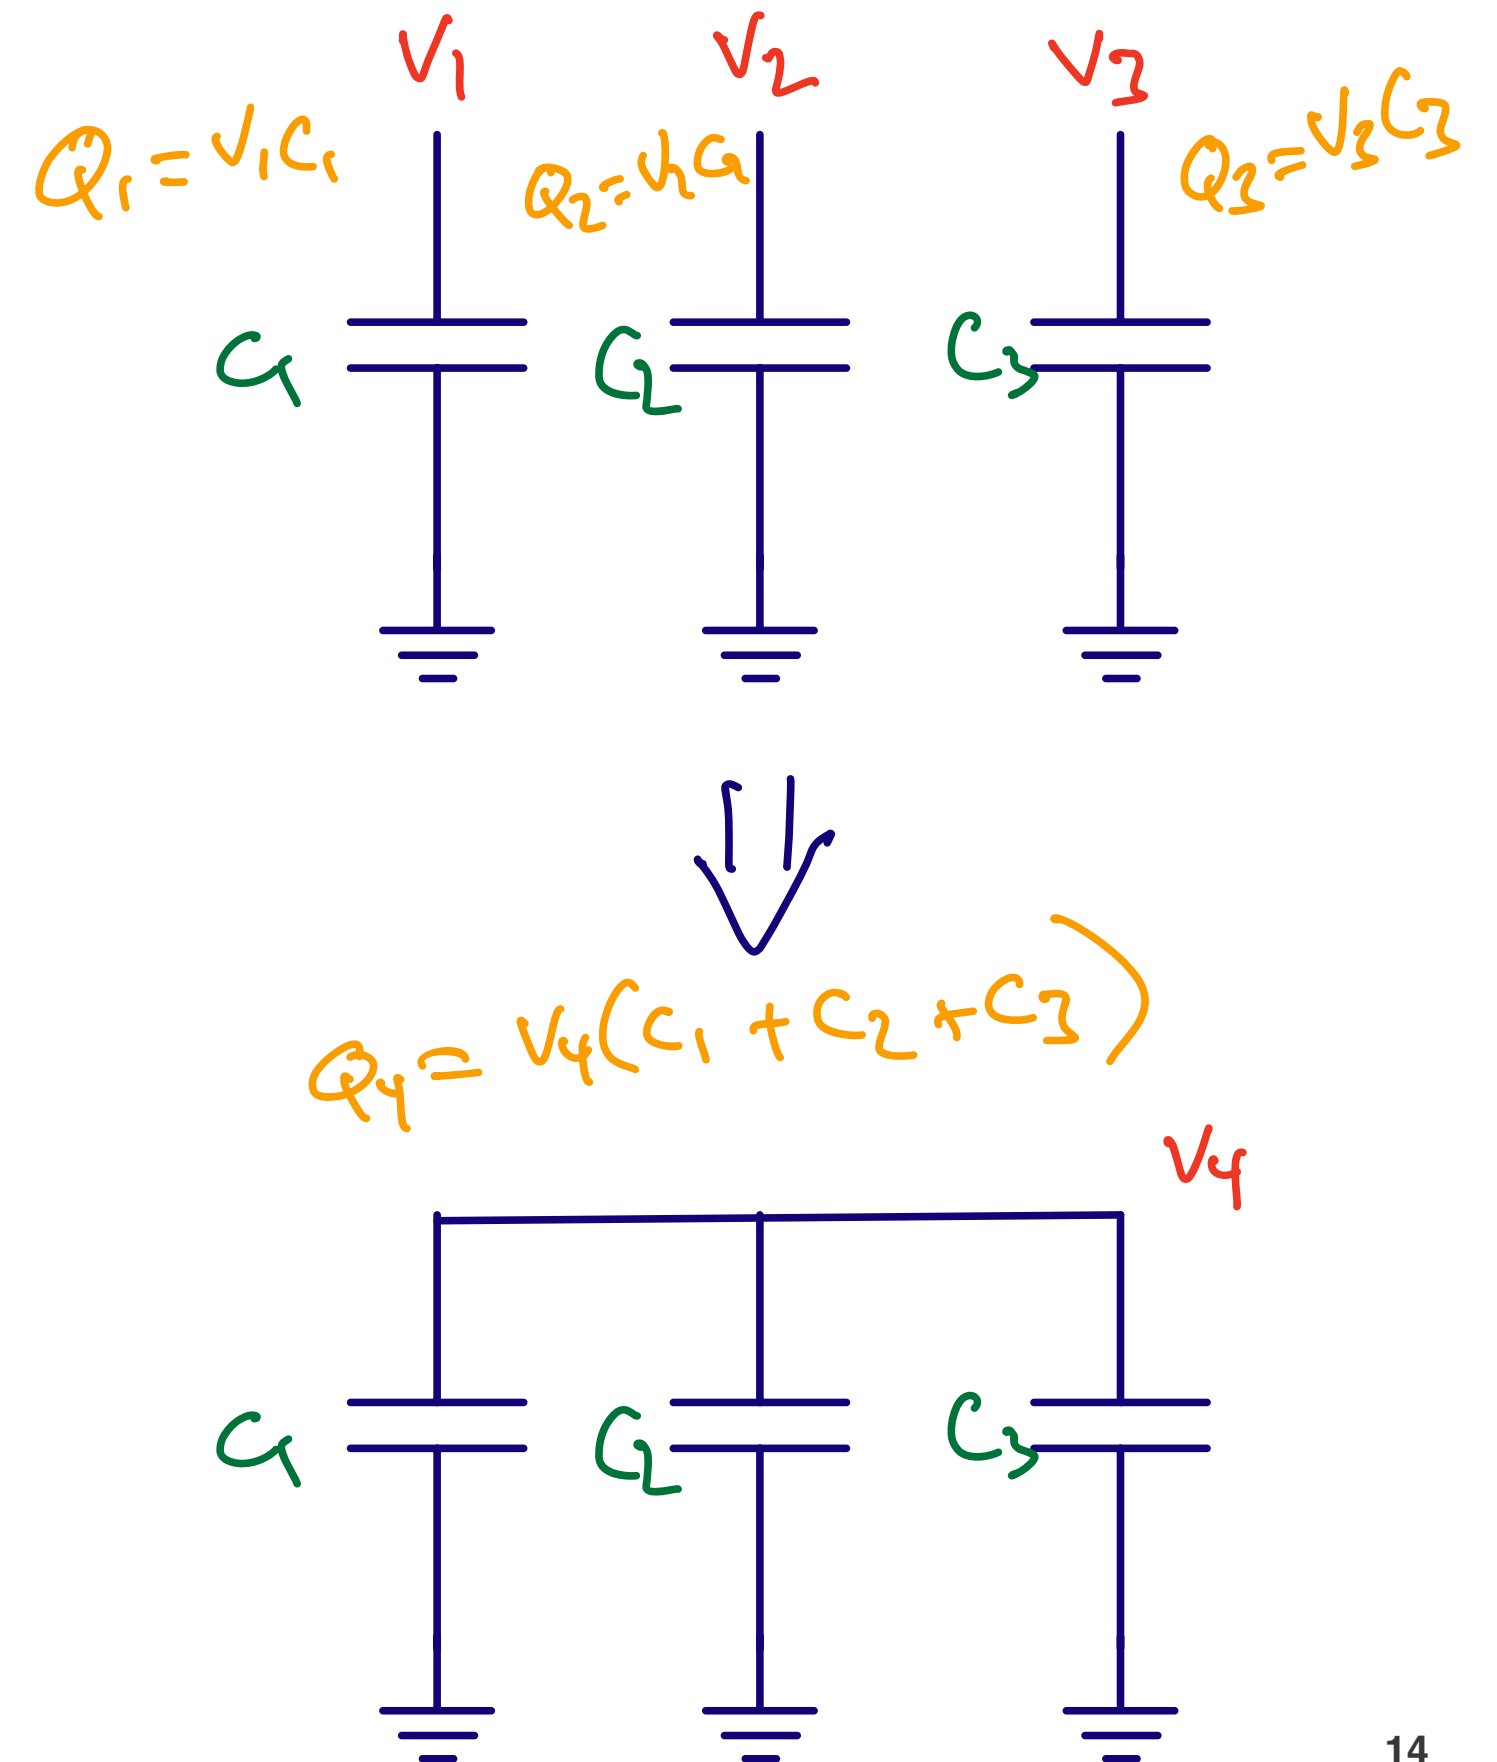 V1 V2 V3
Q1 = V1C1 Q2 = V2C2 Q3 = V3C3
C1 C2 C3
Q4 = V4(C1 + C2 + C3)
V4
C1 C2 C3
14